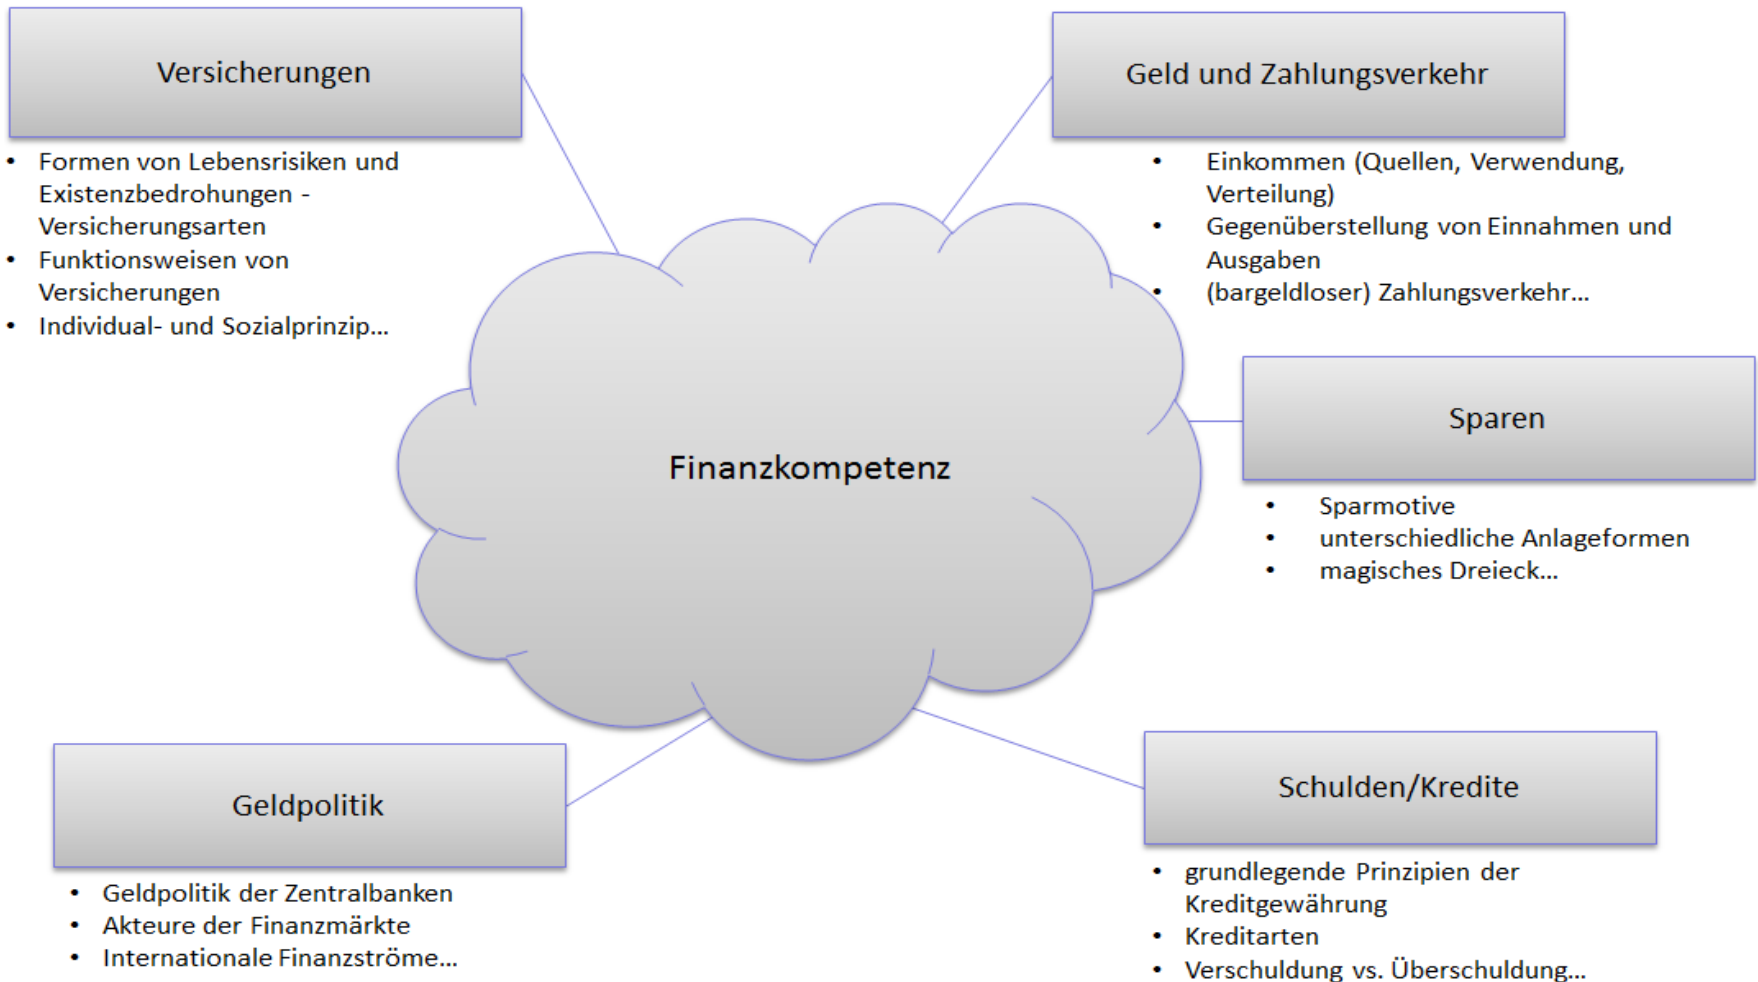 Versicherungen
• Formen von Lebensrisiken und
Existenzbedrohungen -
Versicherungsarten
• Funktionsweisen von
Versicherungen
• Individual- und Sozialprinzip...
Geld und Zahlungsverkehr
• Einkommen (Quellen, Verwendung,
Verteilung)
• Gegenüberstellung von Einnahmen und
Ausgaben
• (bargeldloser) Zahlungsverkehr...
Finanzkompetenz
Sparen
• Sparmotive
• unterschiedliche Anlageformen
• magisches Dreieck...
Geldpolitik
• Geldpolitik der Zentralbanken
• Akteure der Finanzmärkte
• Internationale Finanzströme...
Schulden/Kredite
• grundlegende Prinzipien der
Kreditgewährung
• Kreditarten
• Verschuldung vs. Überschuldung...